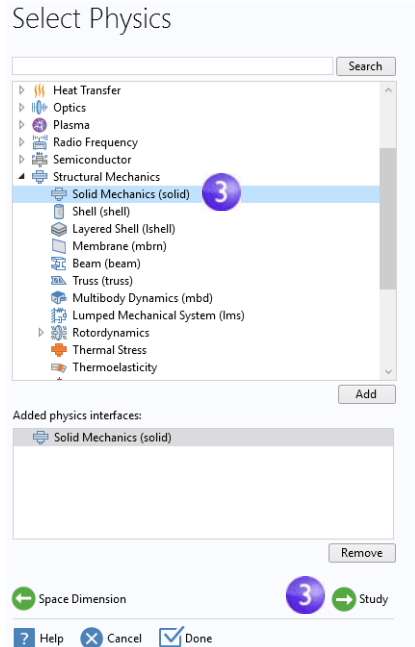 Select Physics
Search
Heat Transfer
Optics
Plasma
Radio Frequency
Semiconductor
Structural Mechanics
Solid Mechanics (solid) 3
Shell (shell)
Layered Shell (lshell)
Membrane (mbrn)
Beam (beam)
Truss (truss)
Multibody Dynamics (mbd)
Lumped Mechanical System (lms)
Rotordynamics
Thermal Stress
Thermoelasticity
Add
Added physics interfaces:
Solid Mechanics (solid)
Remove
Space Dimension 3 Study
? Help Cancel Done